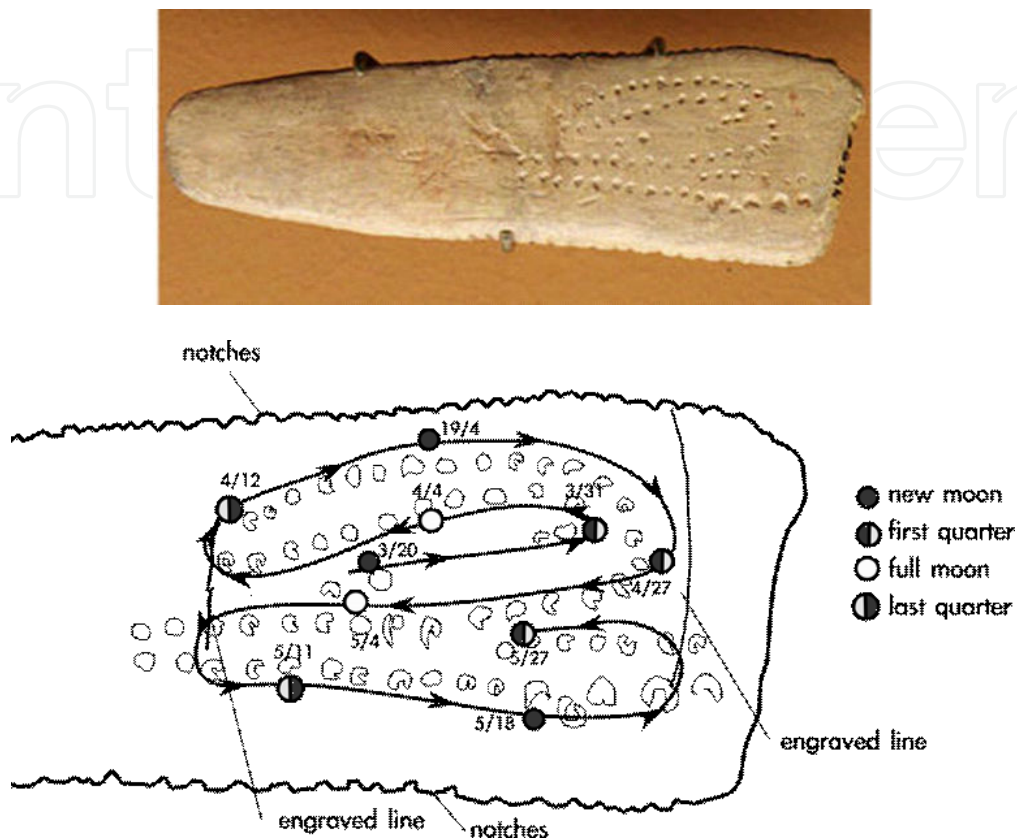 nter
notches
19/4
4/12
4/4
3/31
3/20
4/27
5/4
5/11
5/27
5/18
new moon
first quarter
full moon
last quarter
engraved line
engraved line
notches